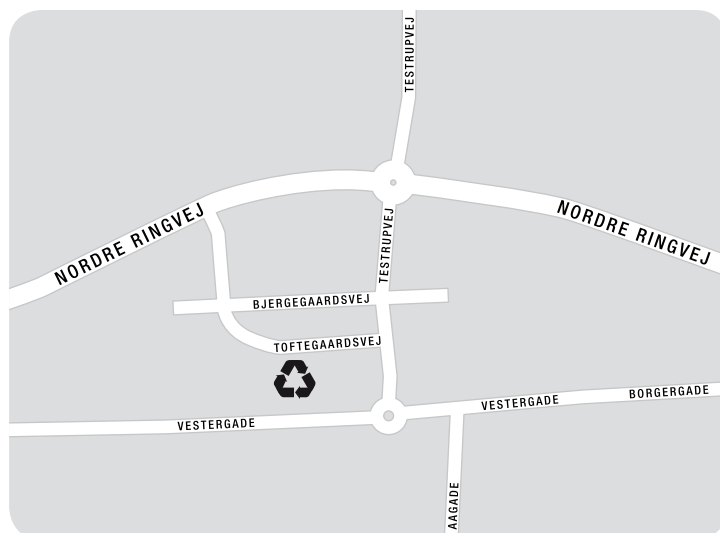 TESTRUPVEJ
NORDRE RINGVEJ
NORDRE RINGVEJ
TESTRUPVEJ
BJERGEGAARDSVEJ
TOFTEGAARDSVEJ
VESTERGADE
VESTERGADE
BORGERGADE
AAGADE